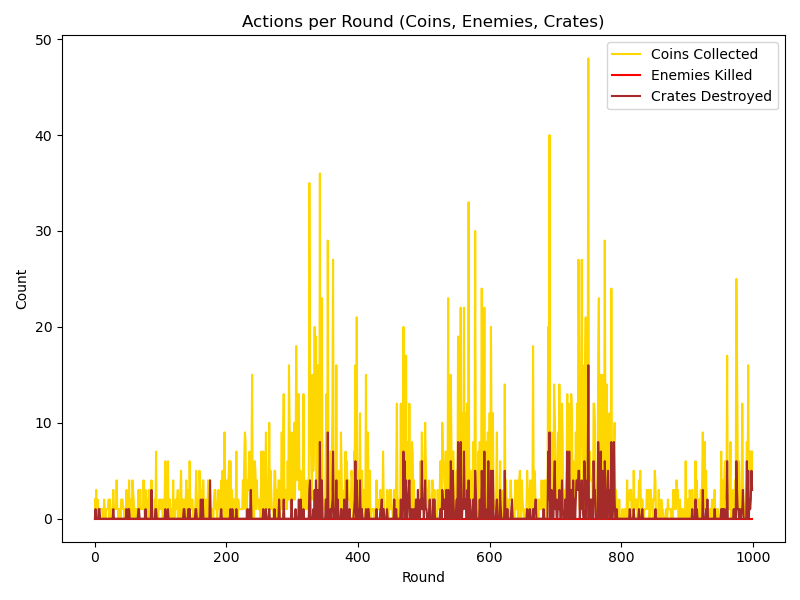 Actions per Round (Coins, Enemies, Crates)
50
40
30
20
10
0
Count
Coins Collected
Enemies Killed
Crates Destroyed
0 200 400 600 800 1000
Round